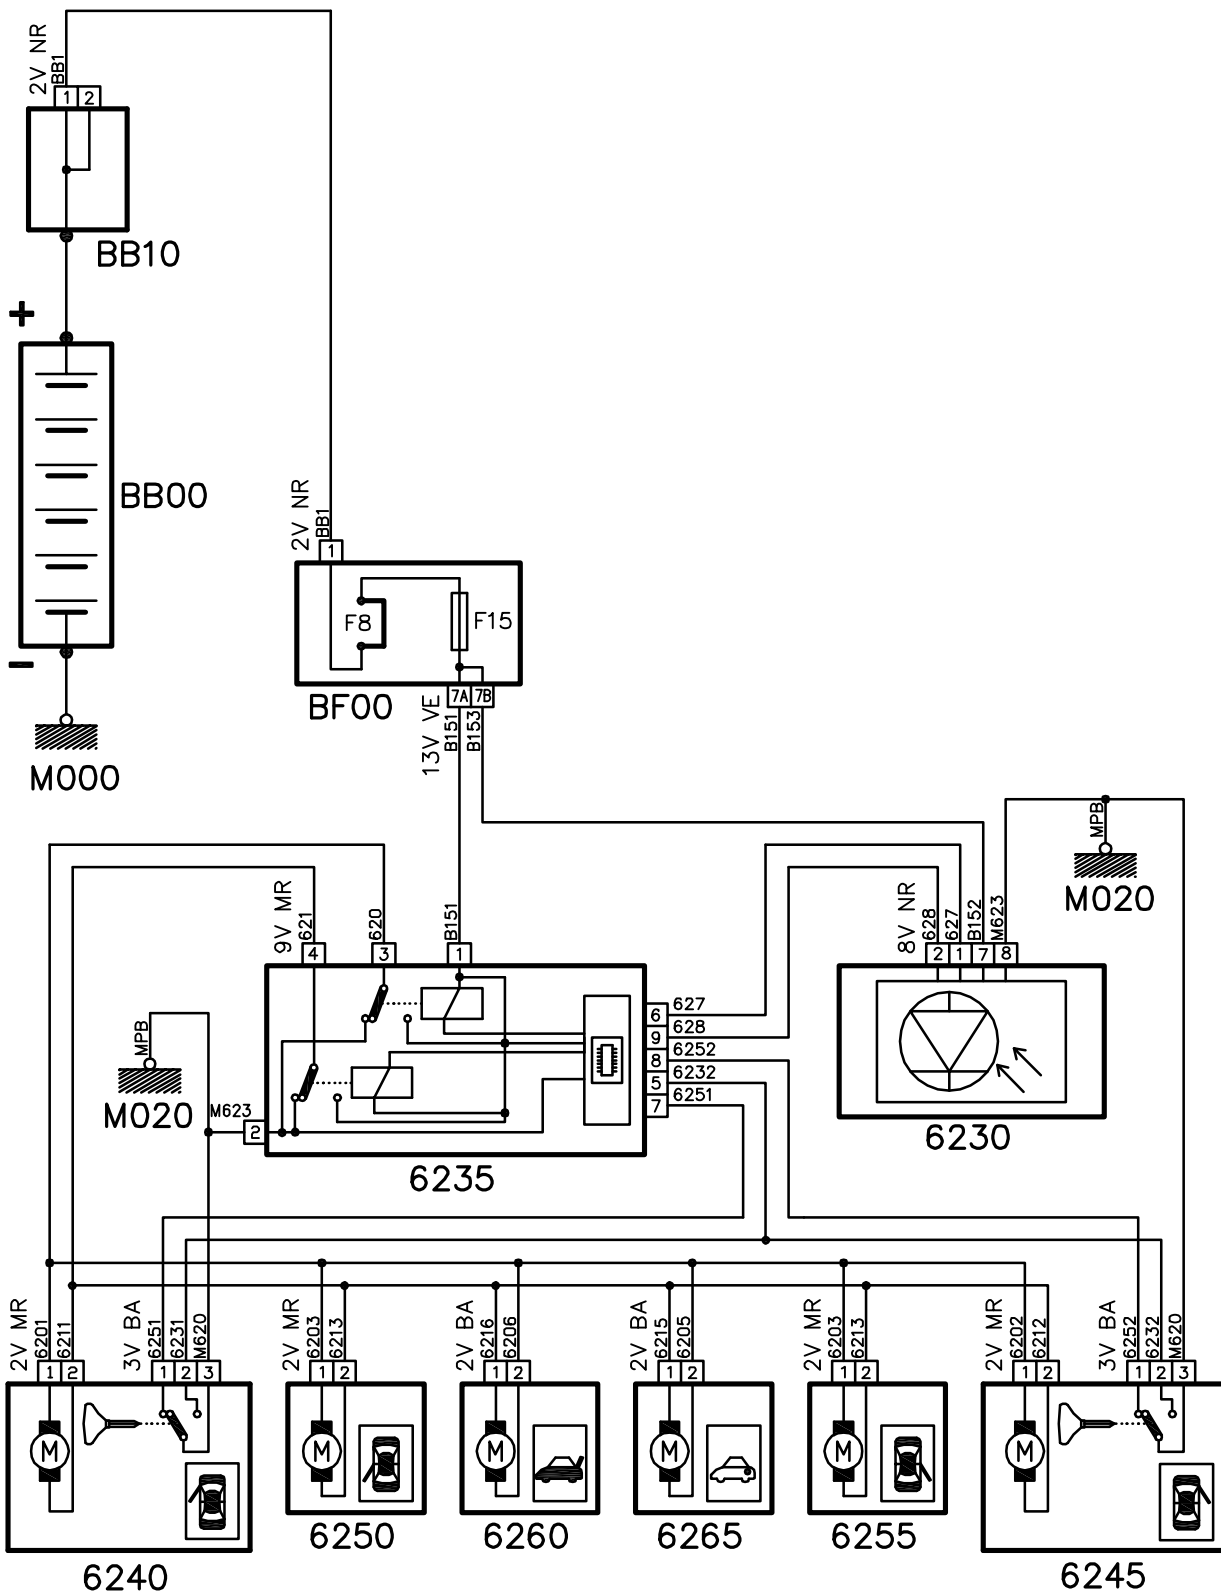 2V NR
BB1
1 2
BB10
+
BB00
−
M000
2V NR
BB1
1
F8
F15
BF00
7A 7B
13V VE
B151
B153
MPB
M020
9V MR
621
620
B151
4 3 1
8V NR
628
627
B152
M623
2 1 7 8
MPB
M020
M623
2
6 627
9 628
8 6252
5 6232
7 6251
6235
6230
2V MR
6201
6211
3V BA
6251
6231
M620
2V MR
6203
6213
2V BA
6216
6206
2V BA
6215
6205
2V MR
6203
6213
2V MR
6202
6212
3V BA
6252
6232
M620
1 2 1 2 3 1 2 1 2 1 2 1 2 1 2 1 2 3
M M M M M M
6250 6260 6265 6255
6240 6245